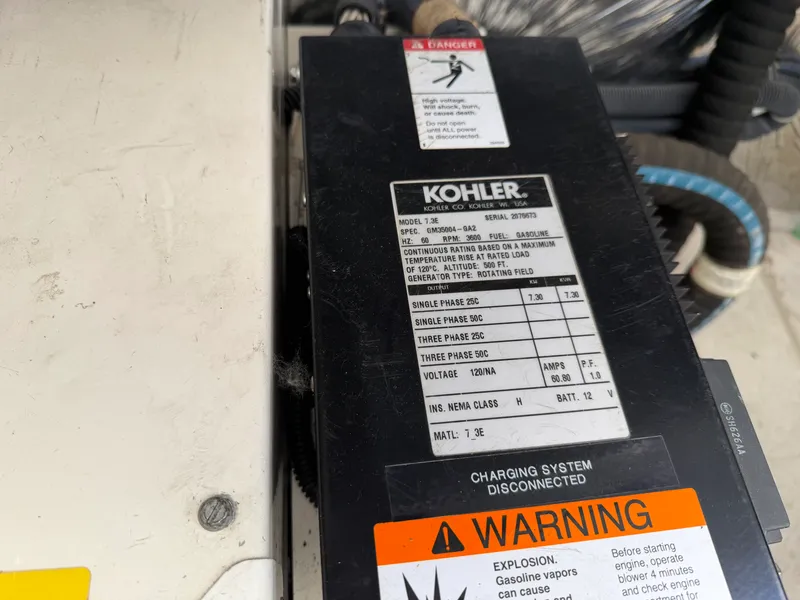 DANGER
High voltage.
Will shock, burn,
or cause death.
Do not open
until ALL power
is disconnected.
KOHLER®
KOHLER CO. KOHLER, WI. USA
MODEL 7.3E SERIAL 2070673
SPEC. GM35004-GA2
HZ: 60 RPM: 3600 FUEL: GASOLINE
CONTINUOUS RATING BASED ON A MAXIMUM
TEMPERATURE RISE AT RATED LOAD
OF 120°C. ALTITUDE: 500 FT.
GENERATOR TYPE: ROTATING FIELD
OUTPUT KW KVA
SINGLE PHASE 25C 7.30 7.30
SINGLE PHASE 50C
THREE PHASE 25C
THREE PHASE 50C
VOLTAGE 120/NA AMPS 60.80 P.F. 1.0
INS. NEMA CLASS H BATT. 12 V
MATL: 7_3E
SH626AA
CHARGING SYSTEM
DISCONNECTED
WARNING
EXPLOSION.
Gasoline vapors
can cause
Before starting
engine, operate
blower 4 minutes
and check engine
for